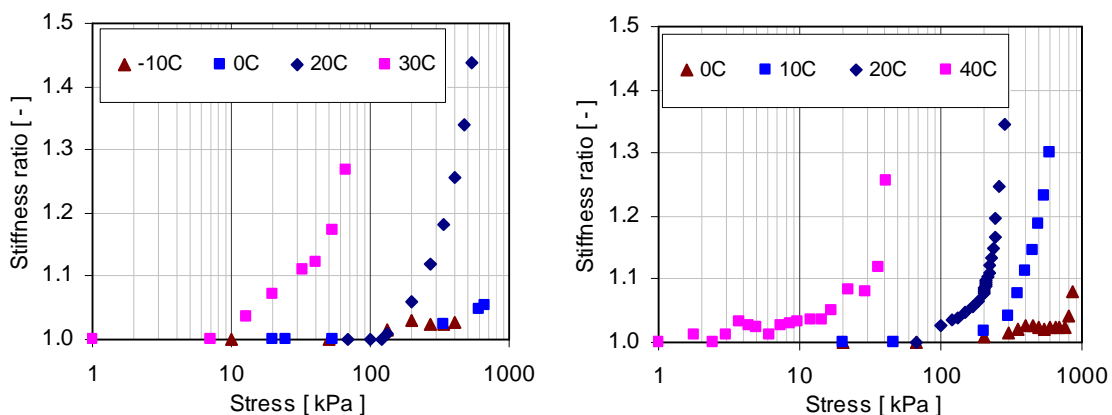 1.5
-10C 0C 20C 30C
1.4
1.3
1.2
1.1
1.0
Stiffness ratio [ - ]
1 10 100 1000
Stress [ kPa ]
1.5
0C 10C 20C 40C
1.4
1.3
1.2
1.1
1.0
Stiffness ratio [ - ]
1 10 100 1000
Stress [ kPa ]